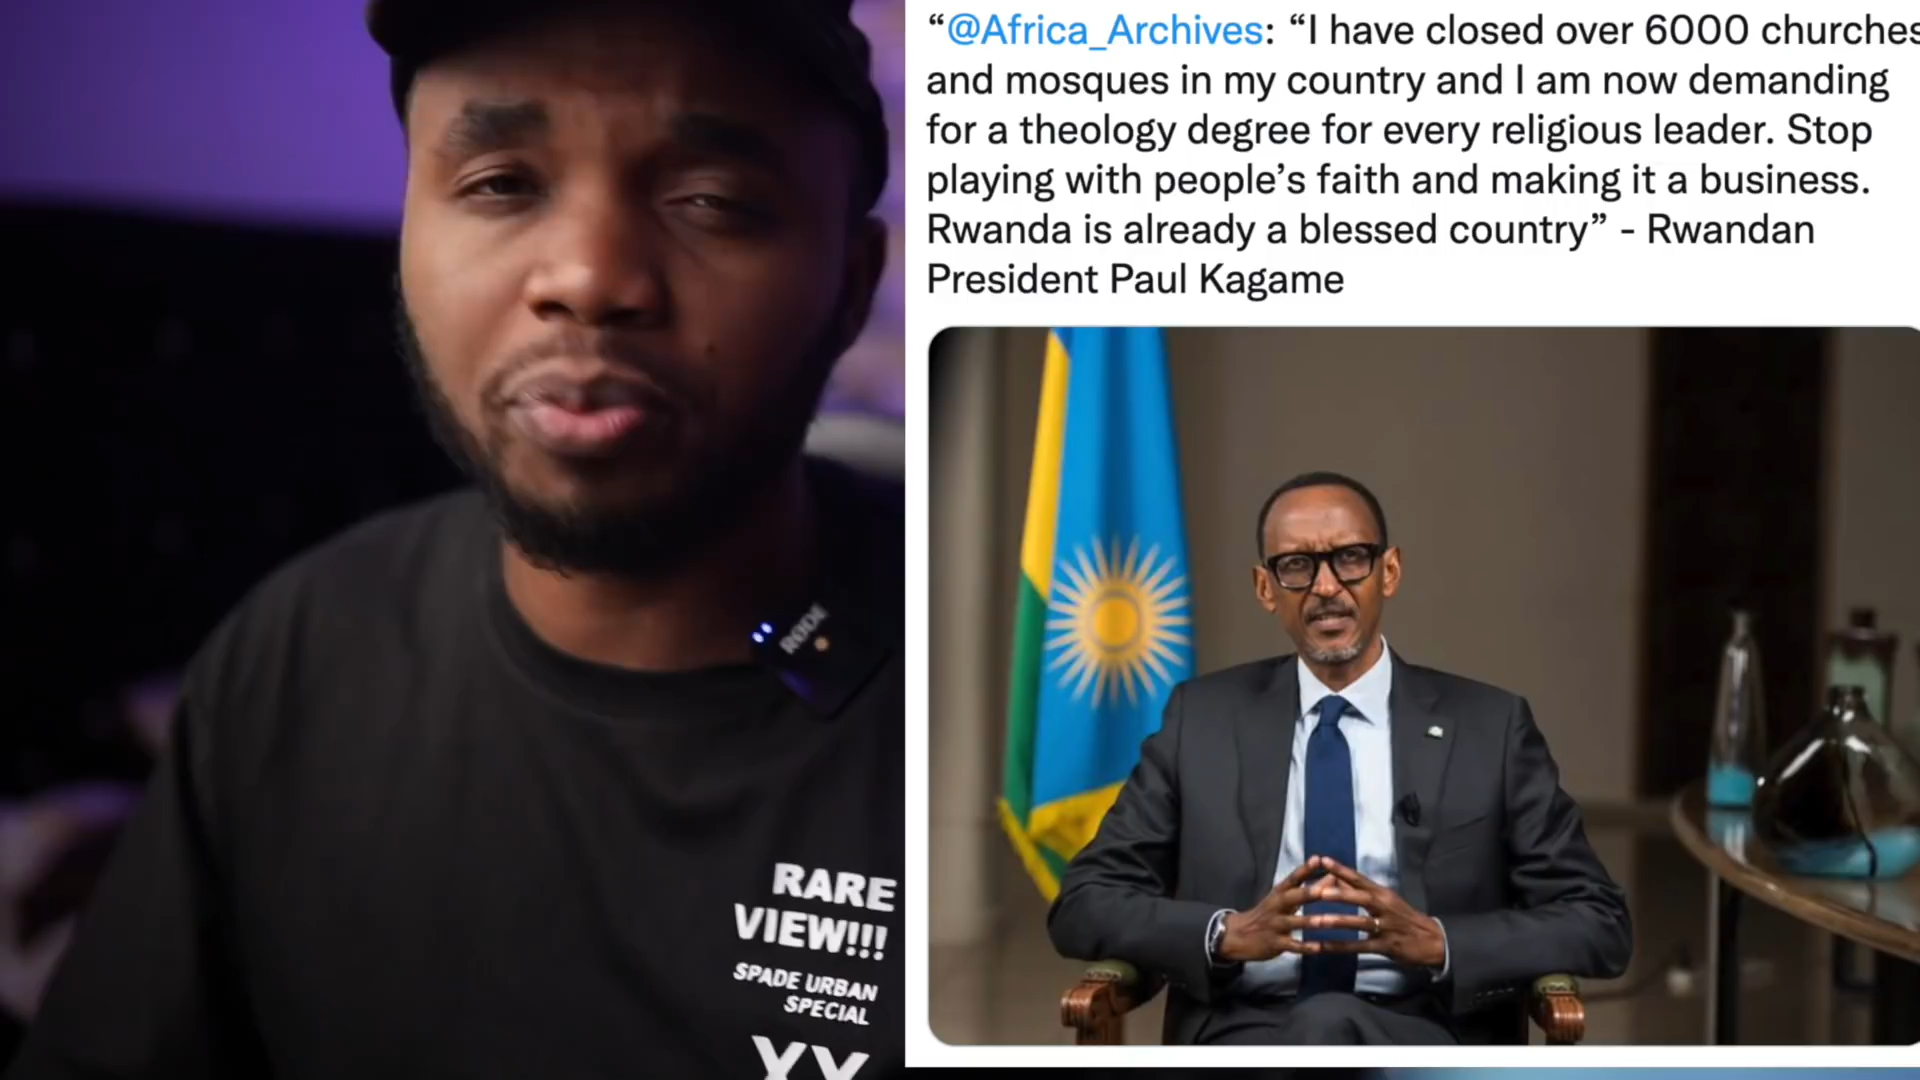 “@Africa_Archives: “I have closed over 6000 churches
and mosques in my country and I am now demanding
for a theology degree for every religious leader. Stop
playing with people’s faith and making it a business.
Rwanda is already a blessed country” - Rwandan
President Paul Kagame
RODE
RARE
VIEW!!!
SPADE URBAN
SPECIAL
XX